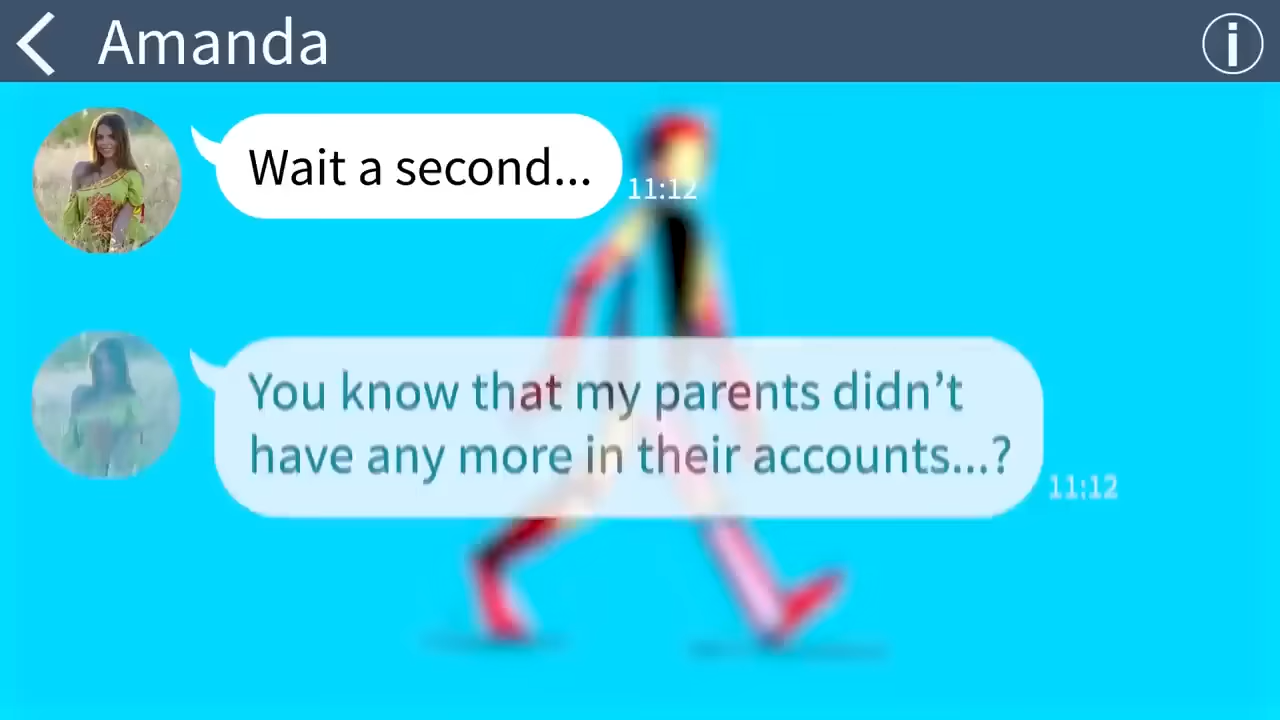 Amanda
Wait a second...
11:12
You know that my parents didn’t
have any more in their accounts...?
11:12